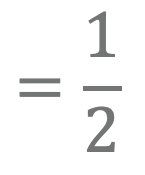 = 1/2